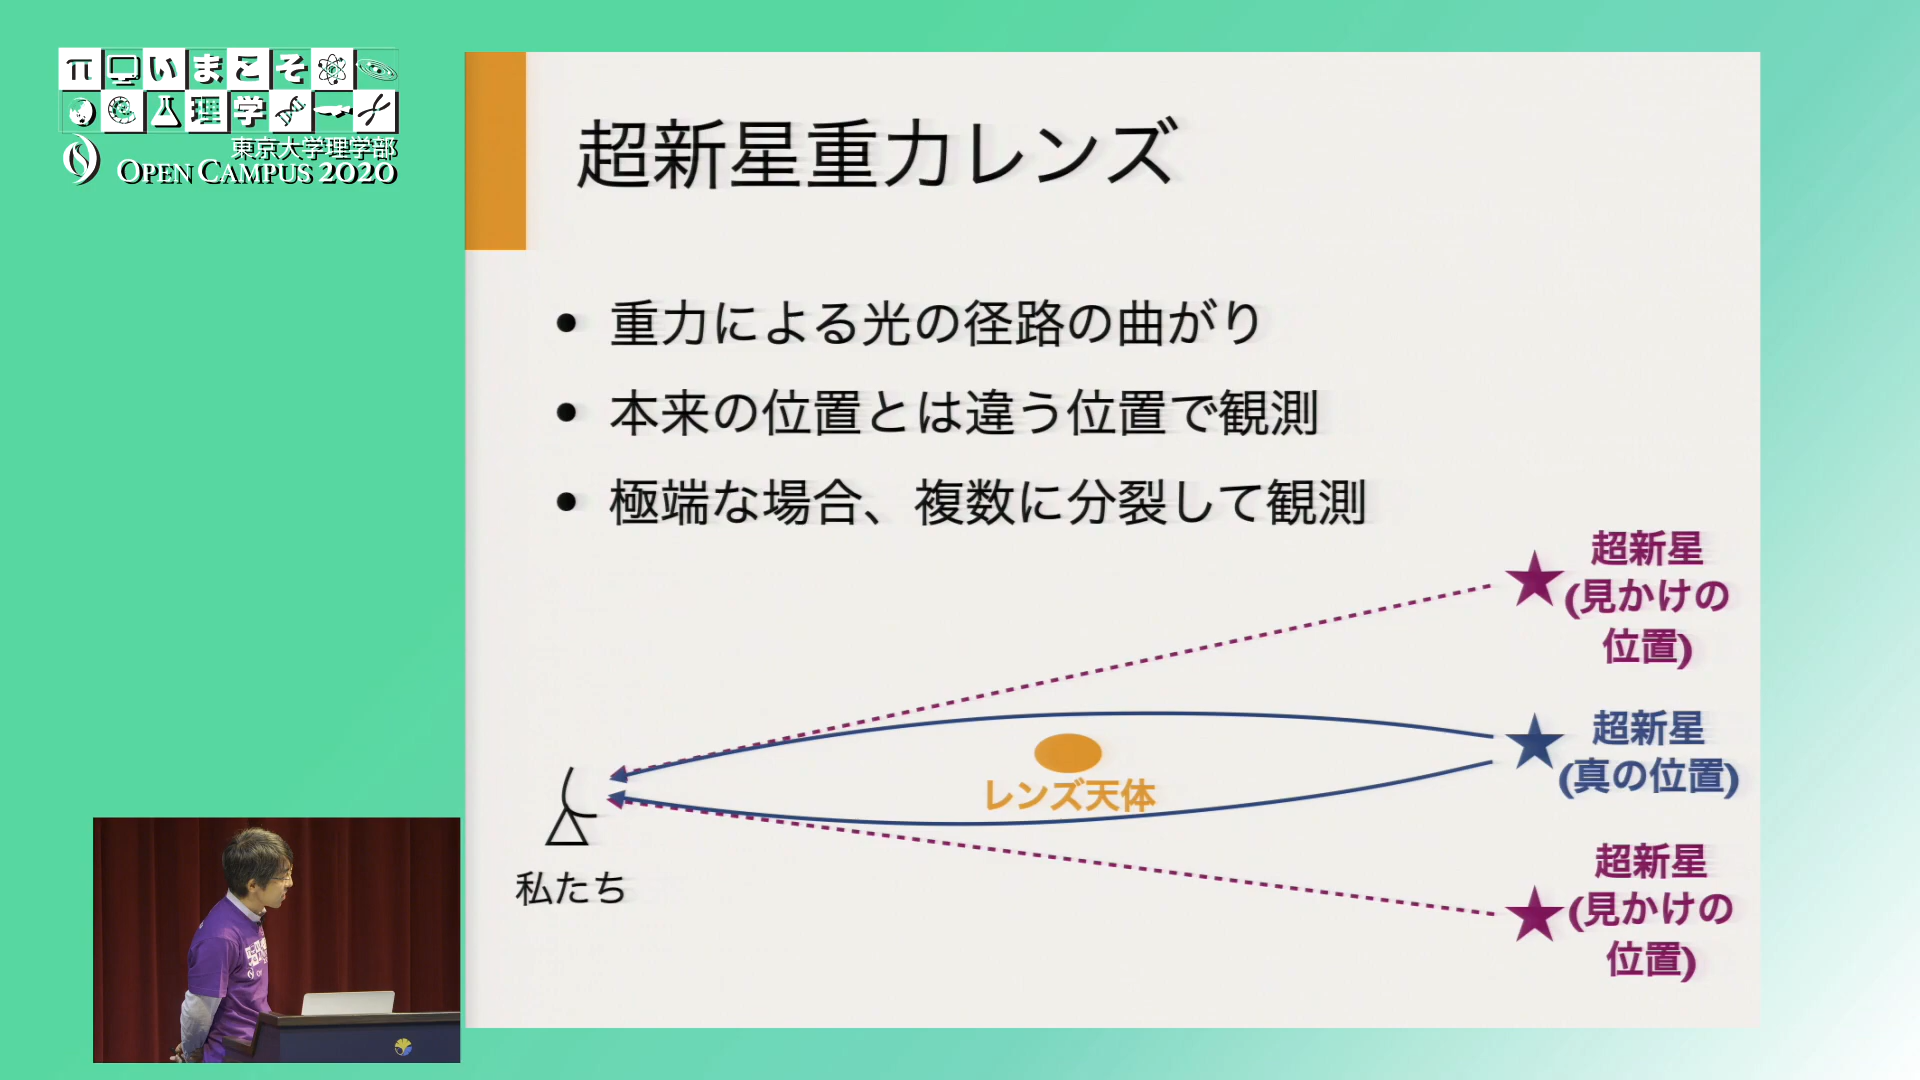 π いまこそ
理学
東京大学理学部
OPEN CAMPUS 2020
超新星重力レンズ
• 重力による光の径路の曲がり
• 本来の位置とは違う位置で観測
• 極端な場合、複数に分裂して観測
超新星
(見かけの
位置)
超新星
(真の位置)
レンズ天体
超新星
(見かけの
位置)
私たち